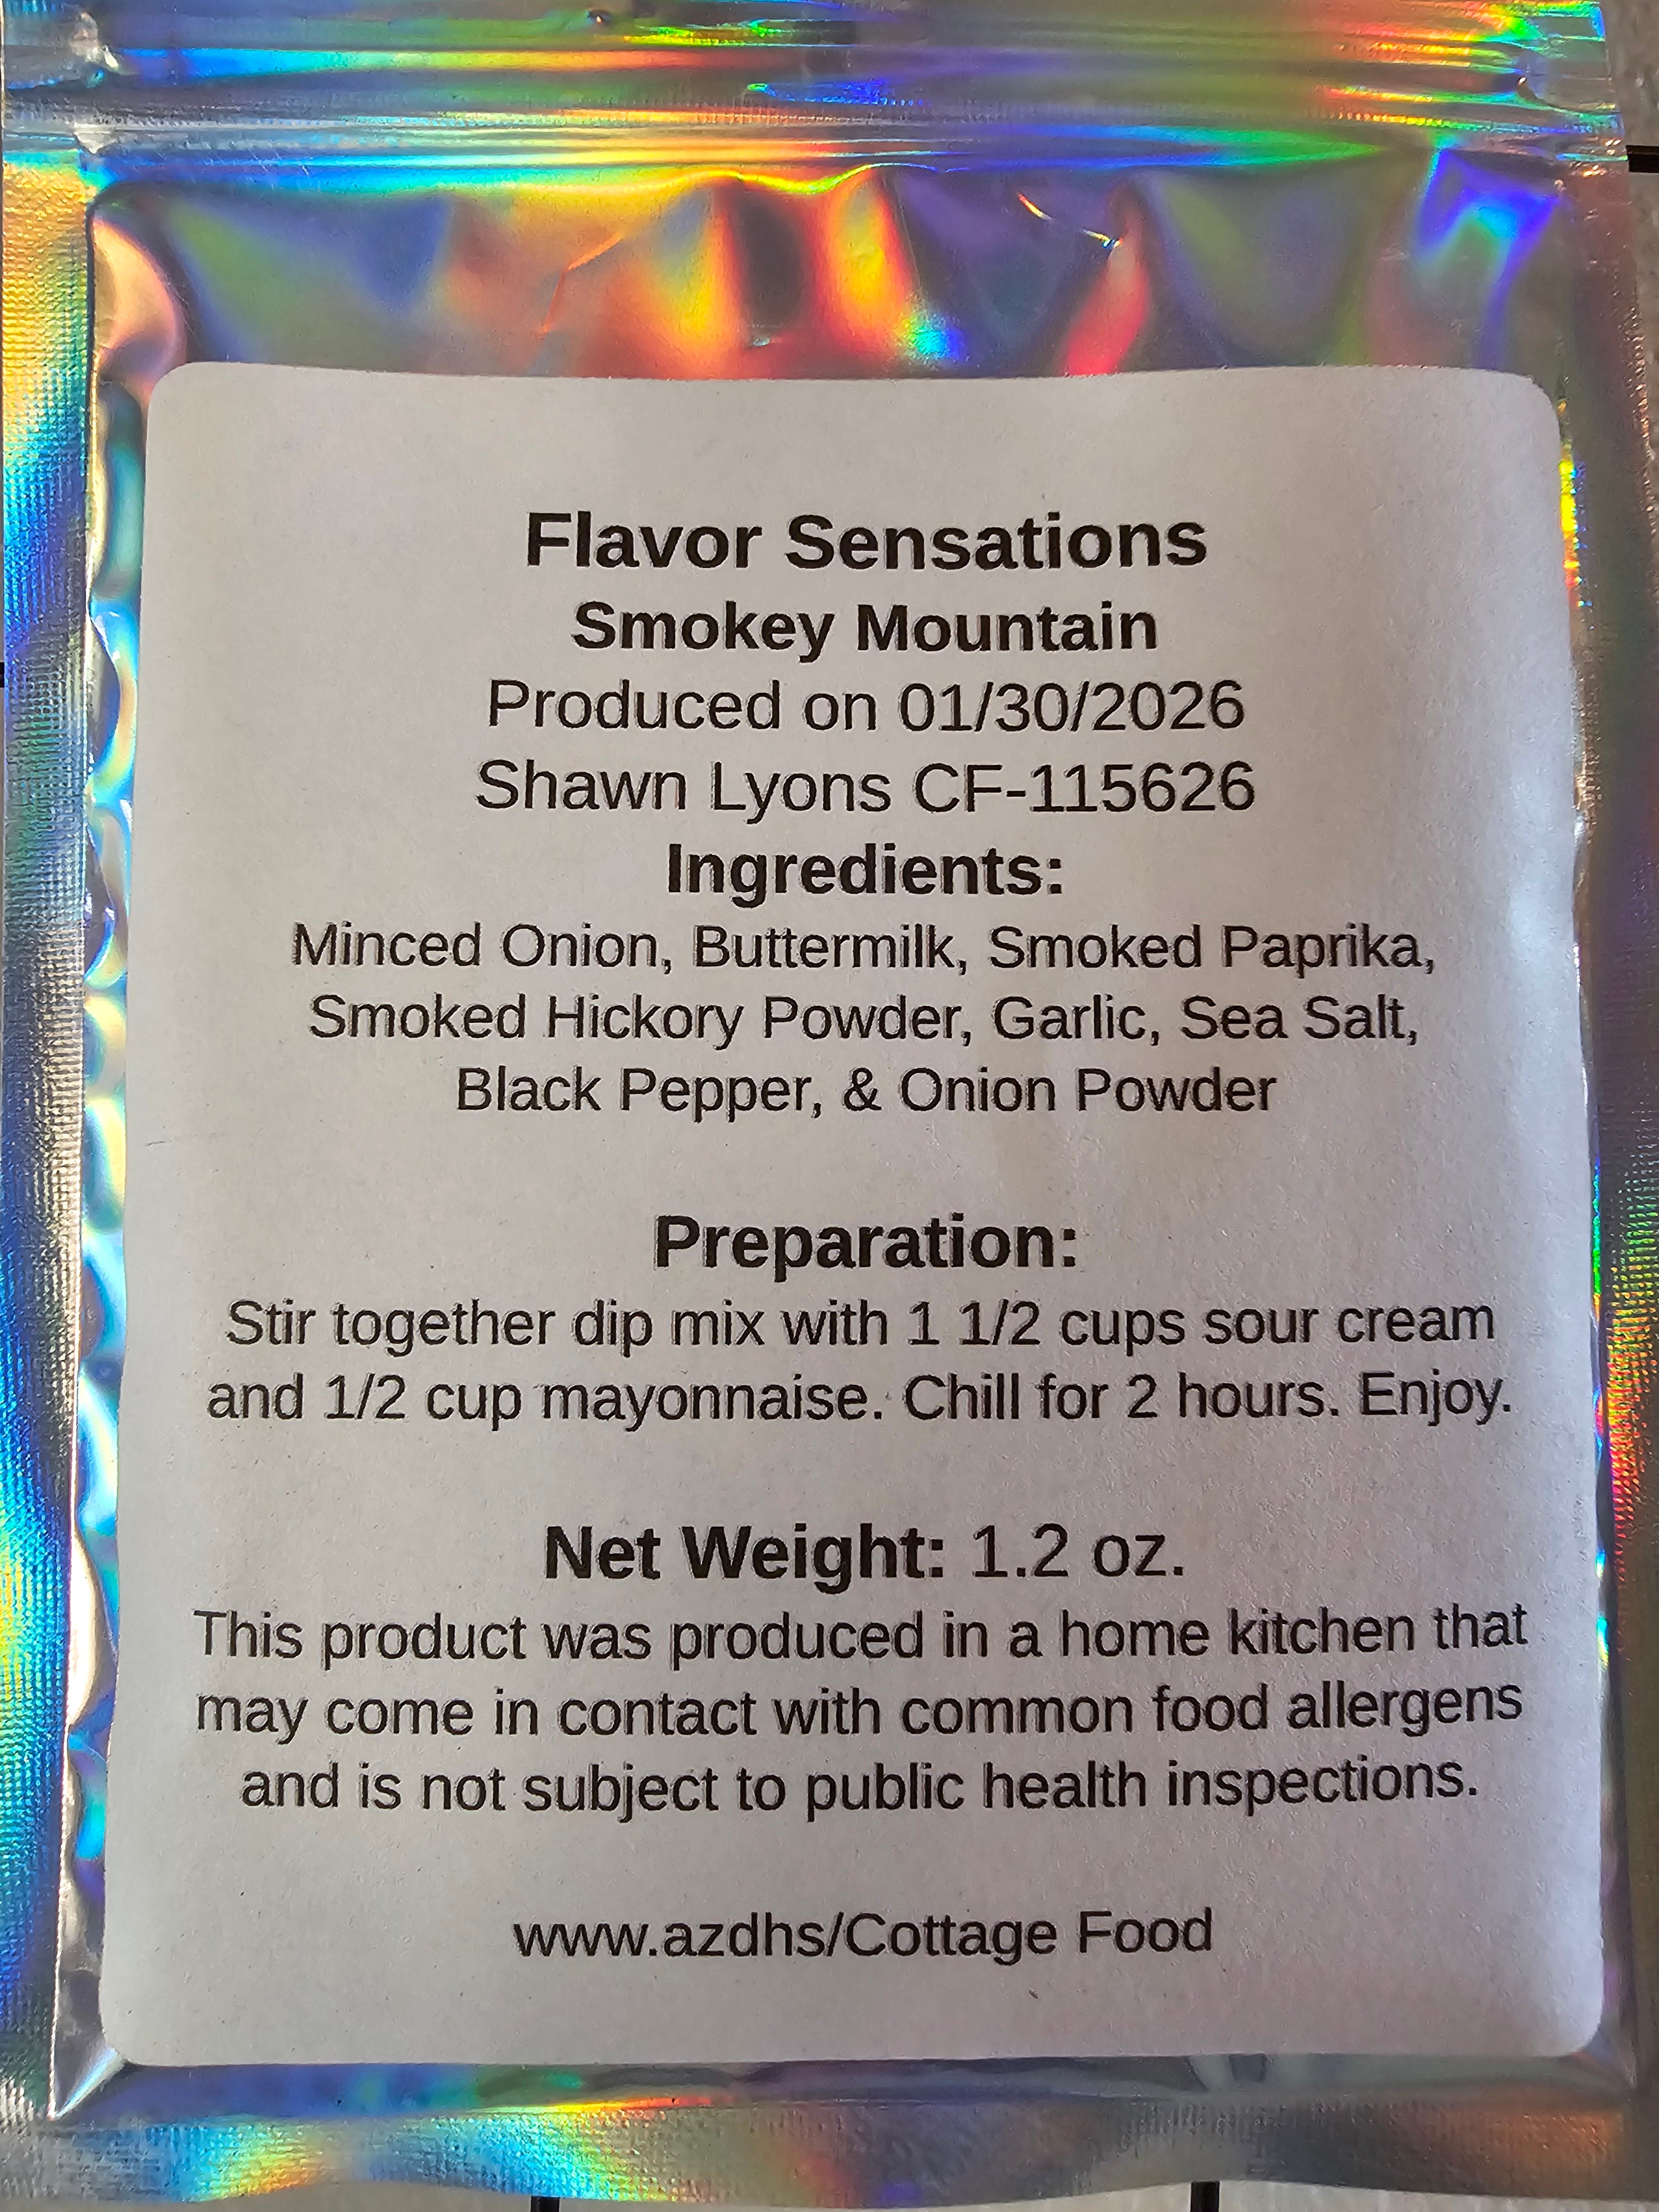 Flavor Sensations
Smokey Mountain
Produced on 01/30/2026
Shawn Lyons CF-115626
Ingredients:
Minced Onion, Buttermilk, Smoked Paprika,
Smoked Hickory Powder, Garlic, Sea Salt,
Black Pepper, & Onion Powder
Preparation:
Stir together dip mix with 1 1/2 cups sour cream
and 1/2 cup mayonnaise. Chill for 2 hours. Enjoy.
Net Weight: 1.2 oz.
This product was produced in a home kitchen that
may come in contact with common food allergens
and is not subject to public health inspections.
www.azdhs/Cottage Food